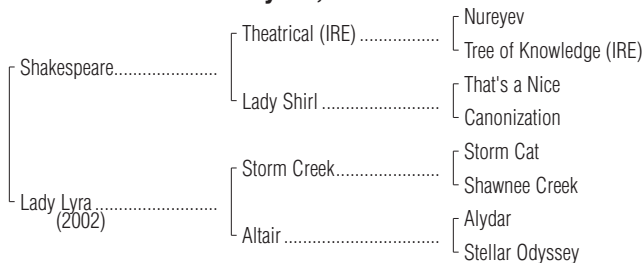 Nureyev
Theatrical (IRE)
Tree of Knowledge (IRE)
Shakespeare
That's a Nice
Lady Shirl
Canonization
Storm Cat
Storm Creek
Shawnee Creek
Lady Lyra
(2002)
Alydar
Altair
Stellar Odyssey